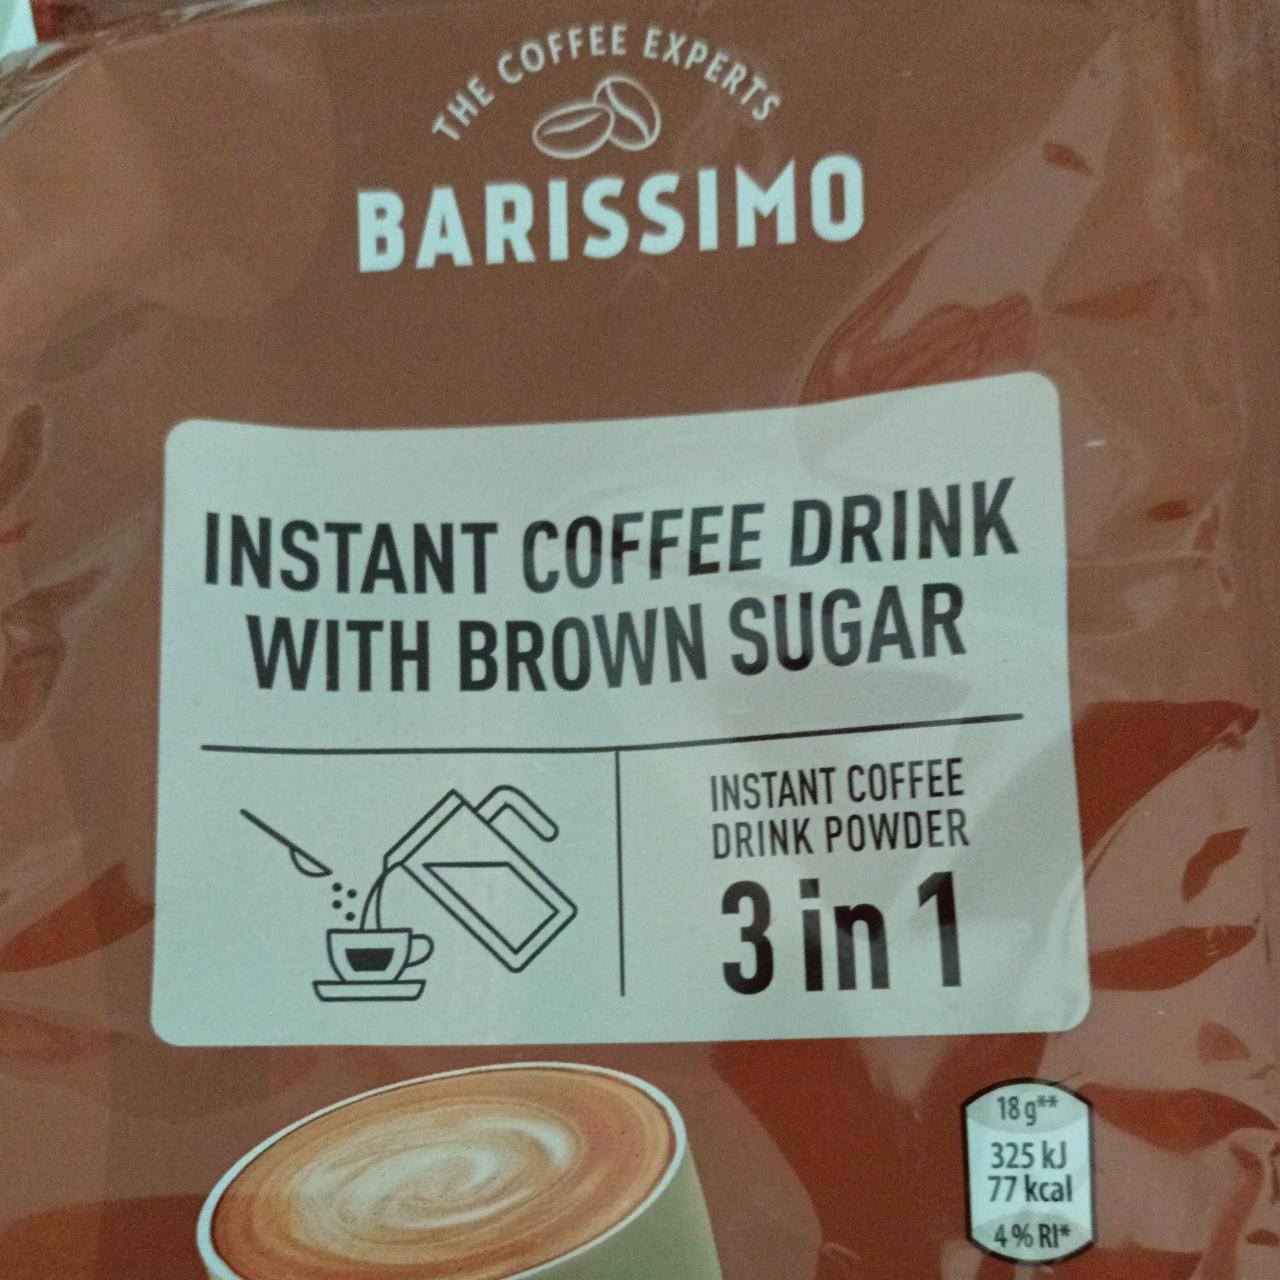 THE COFFEE EXPERTS
BARISSIMO
INSTANT COFFEE DRINK
WITH BROWN SUGAR
INSTANT COFFEE
DRINK POWDER
3 in 1
18 g**
325 kJ
77 kcal
4 % RI*